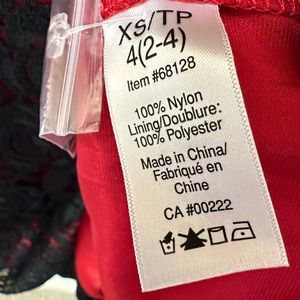 XS/TP
4(2-4)
Item #68128
100% Nylon
Lining/Doublure:
100% Polyester
Made in China/
Fabriqué en
Chine
CA #00222